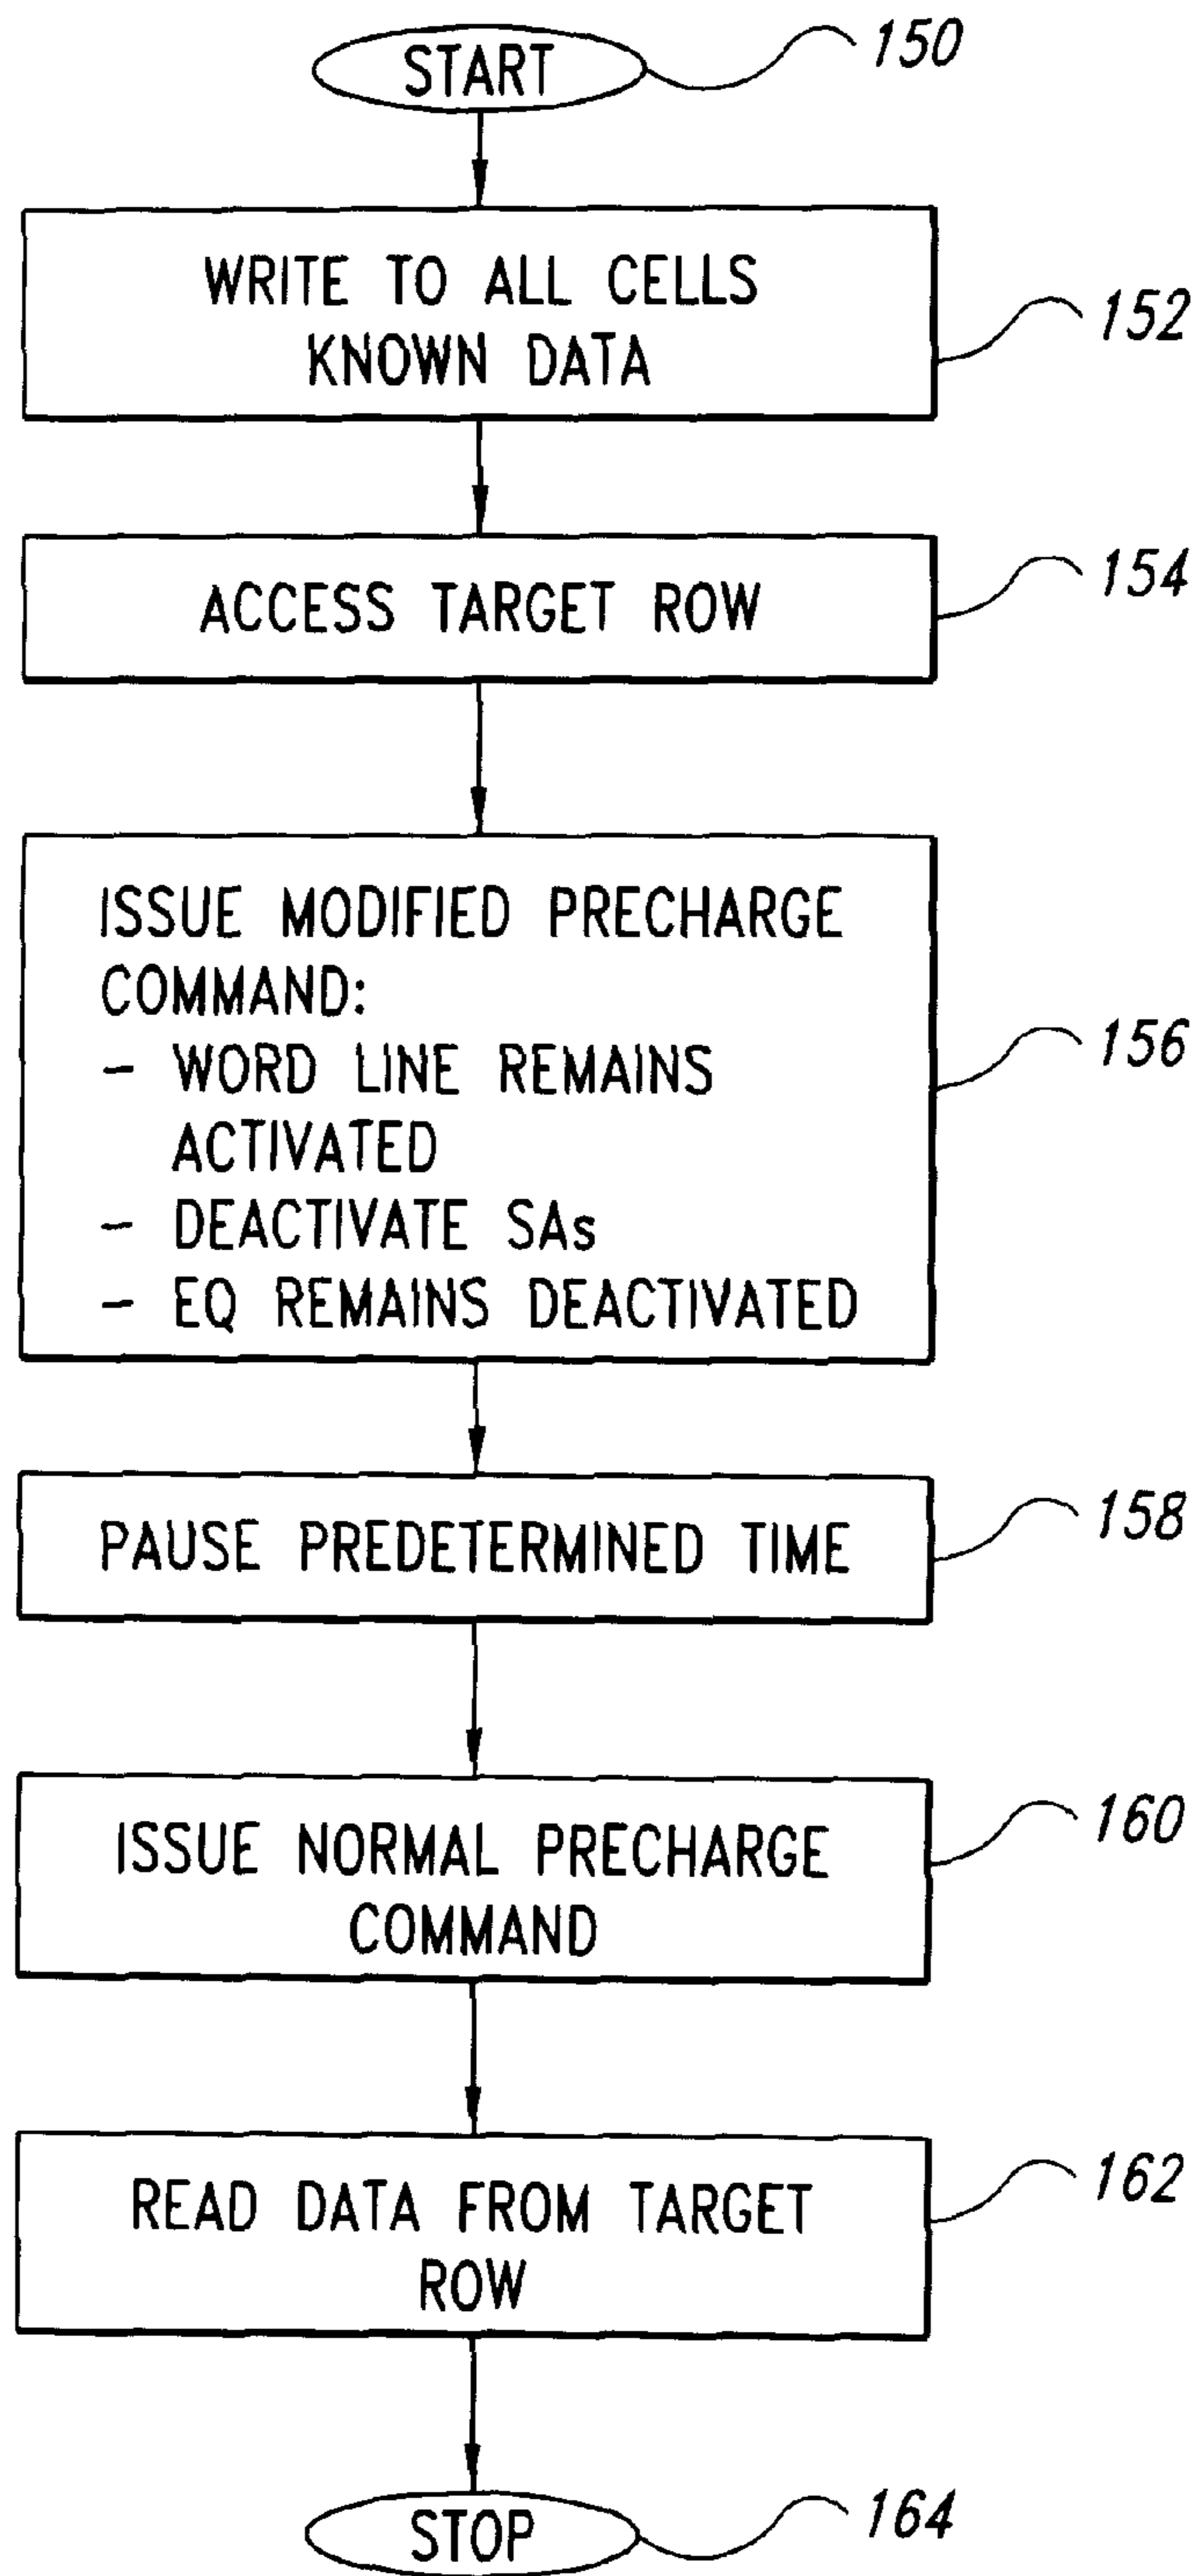 START
150
WRITE TO ALL CELLS
KNOWN DATA
152
ACCESS TARGET ROW
154
ISSUE MODIFIED PRECHARGE
COMMAND:
- WORD LINE REMAINS
ACTIVATED
- DEACTIVATE SAs
- EQ REMAINS DEACTIVATED
156
PAUSE PREDETERMINED TIME
158
ISSUE NORMAL PRECHARGE
COMMAND
160
READ DATA FROM TARGET
ROW
162
STOP
164